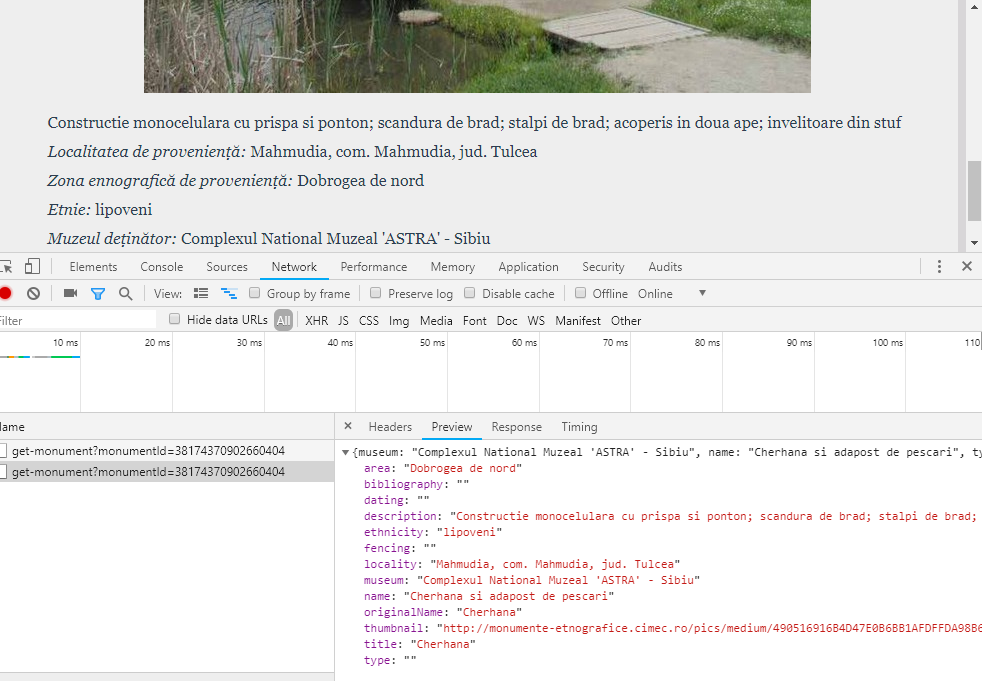 Constructie monocelulara cu prispa si ponton; scandura de brad; stalpi de brad; acoperis in doua ape; invelitoare din stuf
Localitatea de proveniență: Mahmudia, com. Mahmudia, jud. Tulcea
Zona ennografică de proveniență: Dobrogea de nord
Etnie: lipoveni
Muzeul deținător: Complexul National Muzeal 'ASTRA' - Sibiu
Elements Console Sources Network Performance Memory Application Security Audits
View: Group by frame Preserve log Disable cache Offline Online
ilter Hide data URLs All XHR JS CSS Img Media Font Doc WS Manifest Other
10 ms 20 ms 30 ms 40 ms 50 ms 60 ms 70 ms 80 ms 90 ms 100 ms 110
ame × Headers Preview Response Timing
get-monument?monumentId=38174370902660404
get-monument?monumentId=38174370902660404
{museum: "Complexul National Muzeal 'ASTRA' - Sibiu", name: "Cherhana si adapost de pescari", ty
area: "Dobrogea de nord"
bibliography: ""
dating: ""
description: "Constructie monocelulara cu prispa si ponton; scandura de brad; stalpi de brad;
ethnicity: "lipoveni"
fencing: ""
locality: "Mahmudia, com. Mahmudia, jud. Tulcea"
museum: "Complexul National Muzeal 'ASTRA' - Sibiu"
name: "Cherhana si adapost de pescari"
originalName: "Cherhana"
thumbnail: "http://monumente-etnografice.cimec.ro/pics/medium/490516916B4D47E0B6BB1AFDFFDA98B6
title: "Cherhana"
type: ""